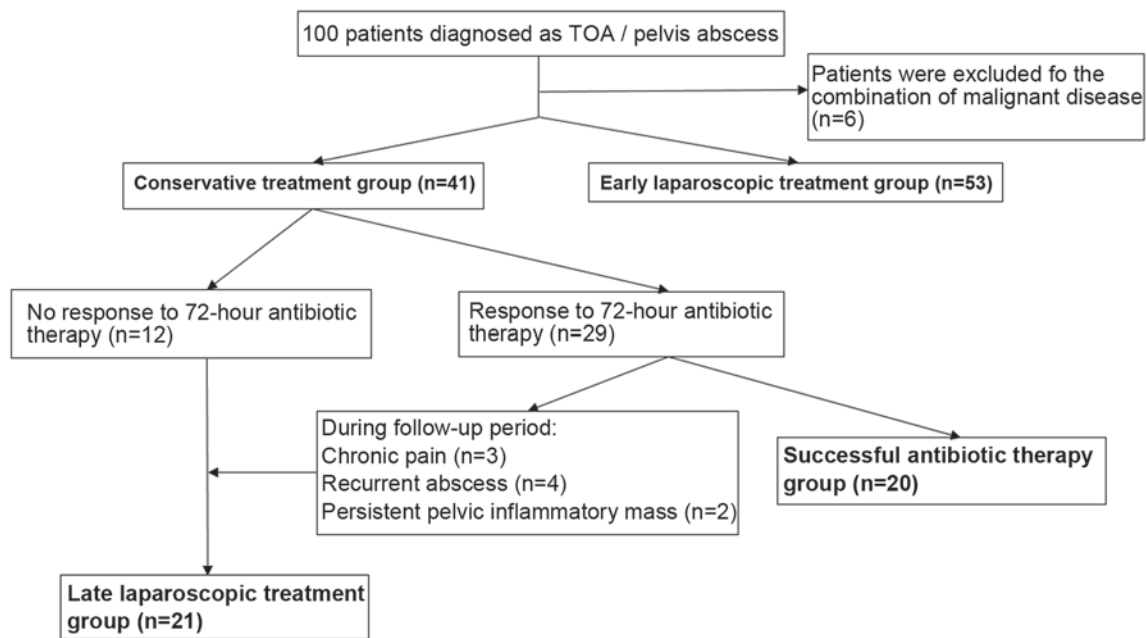 100 patients diagnosed as TOA / pelvis abscess
Patients were excluded fo the
combination of malignant disease
(n=6)
Conservative treatment group (n=41)
Early laparoscopic treatment group (n=53)
No response to 72-hour antibiotic
therapy (n=12)
Response to 72-hour antibiotic
therapy (n=29)
During follow-up period:
Chronic pain (n=3)
Recurrent abscess (n=4)
Persistent pelvic inflammatory mass (n=2)
Successful antibiotic therapy
group (n=20)
Late laparoscopic treatment
group (n=21)